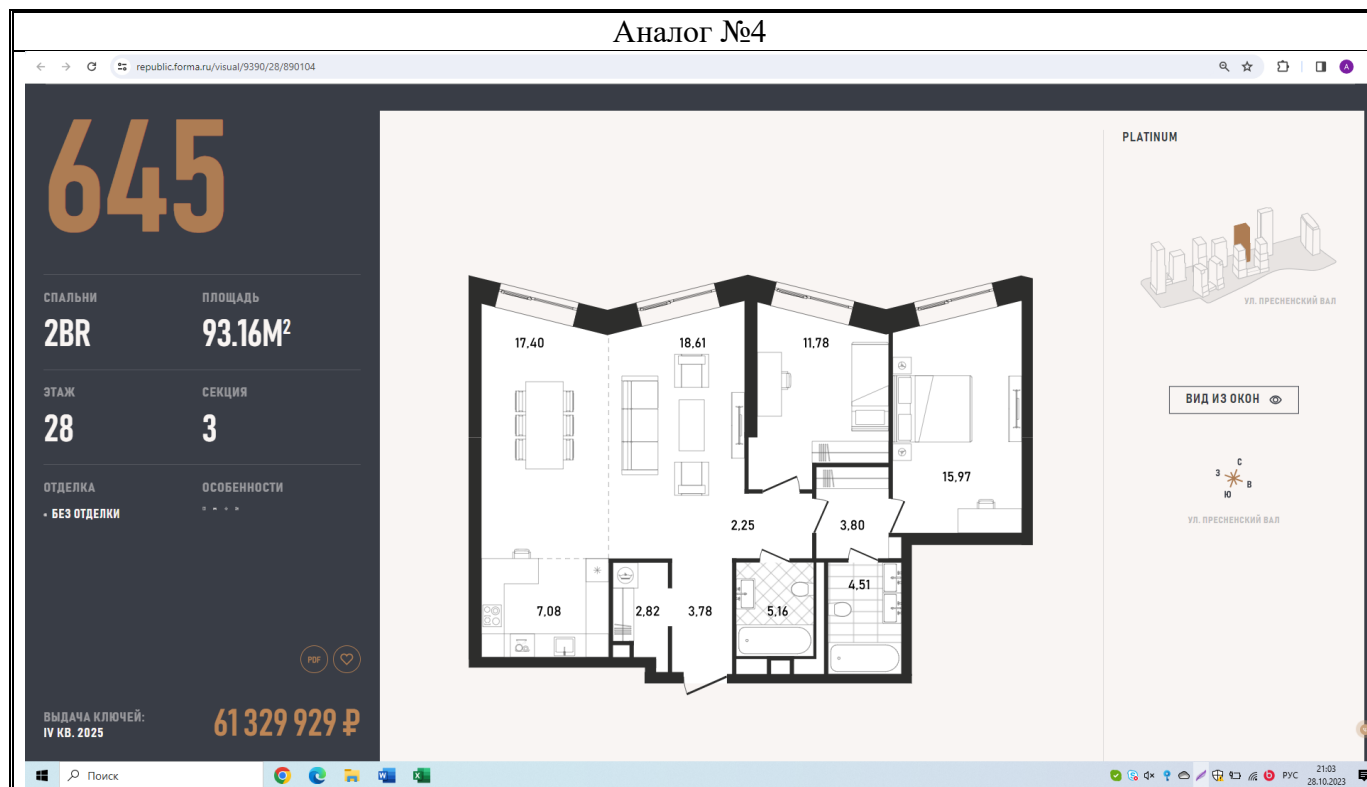 Аналог №4
republic.forma.ru/visual/9390/28/890104
645
СПАЛЬНИ ПЛОЩАДЬ
2BR 93.16М²
ЭТАЖ СЕКЦИЯ
28 3
ОТДЕЛКА ОСОБЕННОСТИ
• БЕЗ ОТДЕЛКИ
PDF
ВЫДАЧА КЛЮЧЕЙ:
IV КВ. 2025
61 329 929 ₽
17,40 18,61 11,78
15,97
2,25 3,80
4,51
7,08 2,82 3,78 5,16
PLATINUM
УЛ. ПРЕСНЕНСКИЙ ВАЛ
ВИД ИЗ ОКОН
С
З
В
Ю
УЛ. ПРЕСНЕНСКИЙ ВАЛ
Поиск
РУС
21:03
28.10.2023